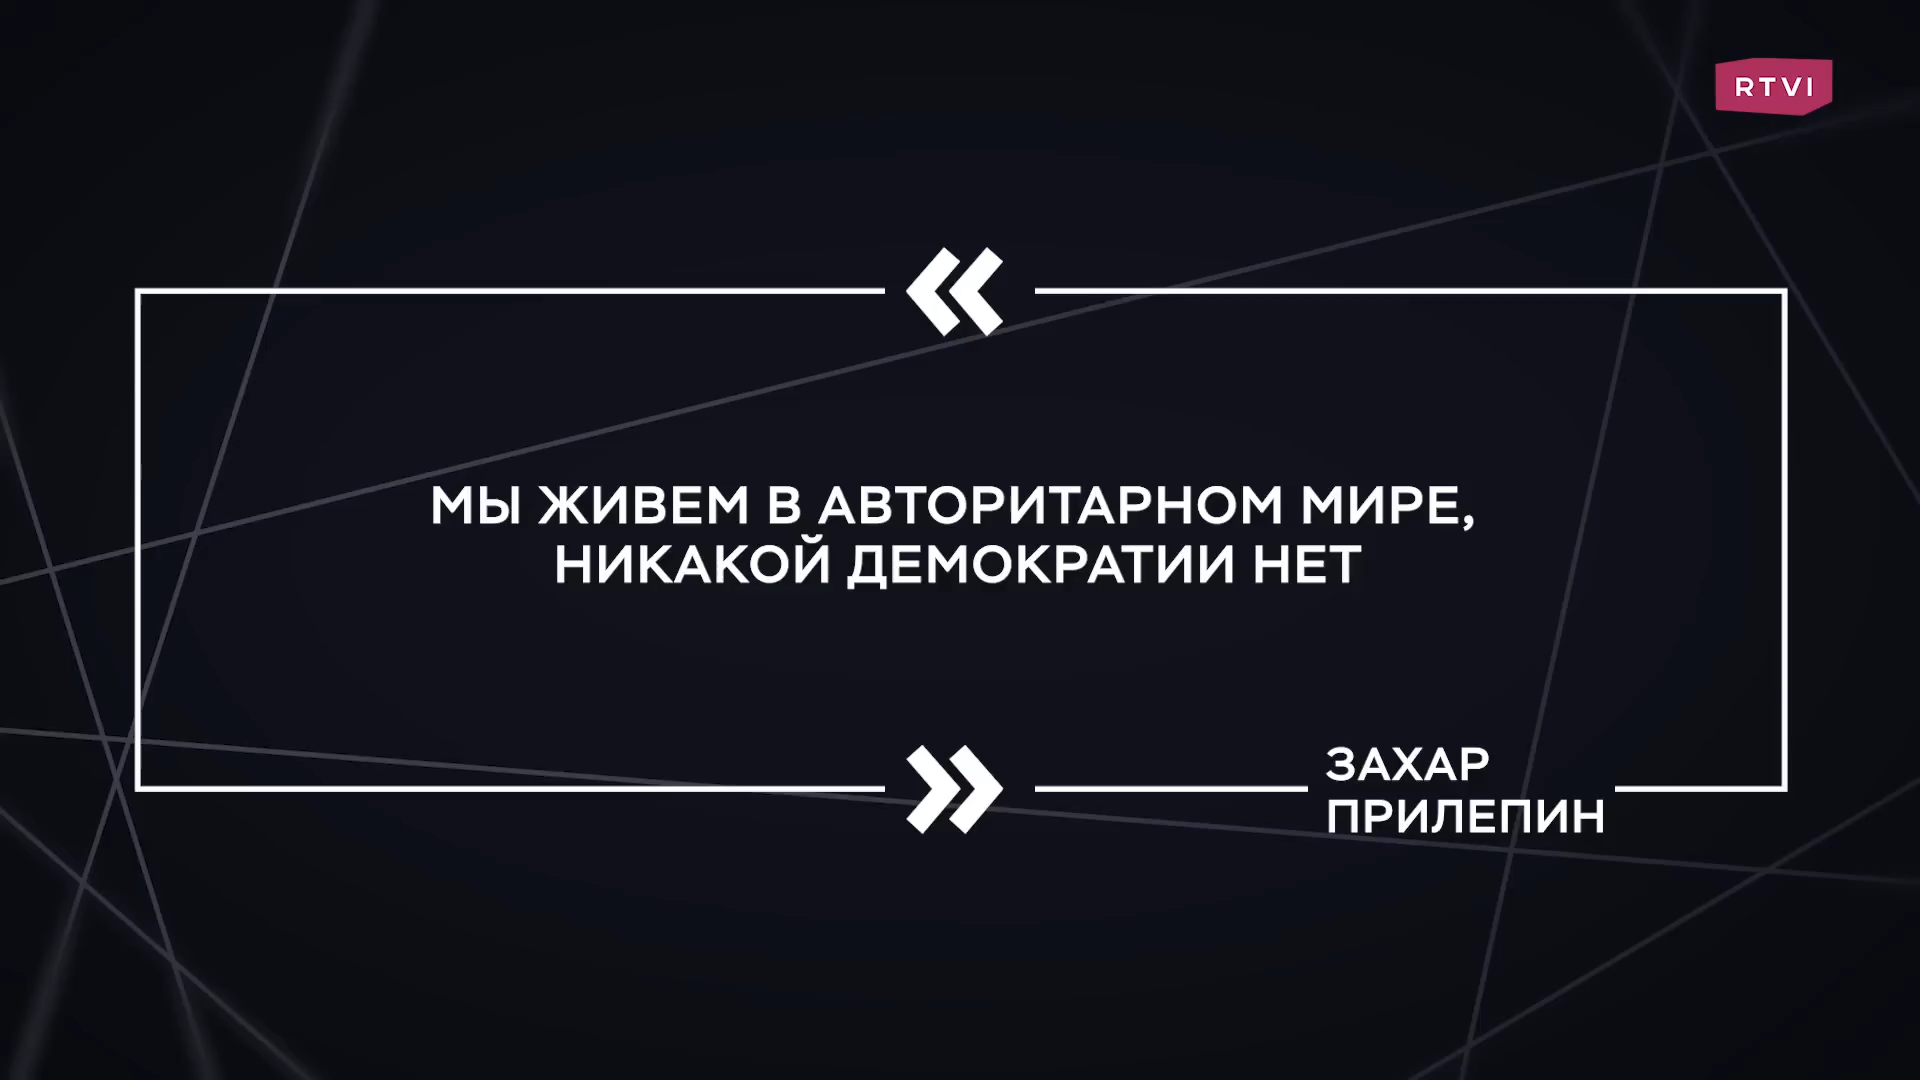 RTVI
«
МЫ ЖИВЕМ В АВТОРИТАРНОМ МИРЕ,
НИКАКОЙ ДЕМОКРАТИИ НЕТ
»
ЗАХАР
ПРИЛЕПИН